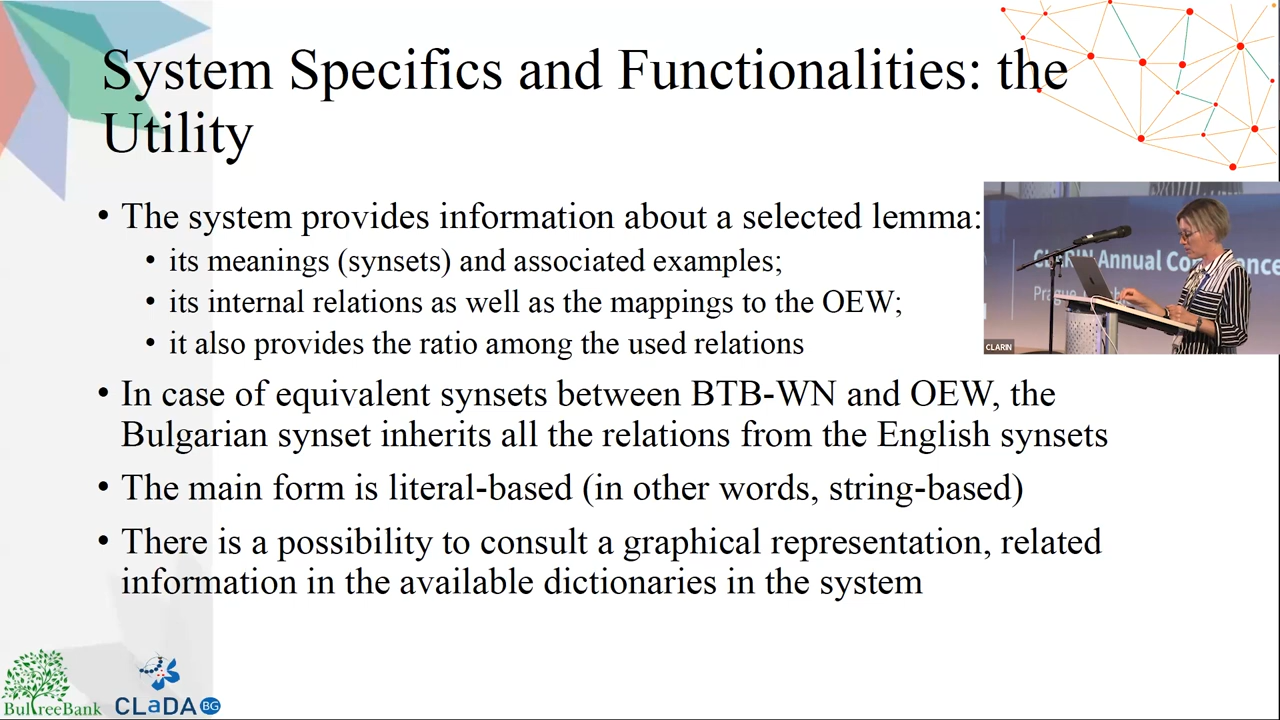 System Specifics and Functionalities: the
Utility
• The system provides information about a selected lemma:
• its meanings (synsets) and associated examples;
• its internal relations as well as the mappings to the OEW;
• it also provides the ratio among the used relations
• In case of equivalent synsets between BTB-WN and OEW, the
Bulgarian synset inherits all the relations from the English synsets
• The main form is literal-based (in other words, string-based)
• There is a possibility to consult a graphical representation, related
information in the available dictionaries in the system
Annual
CLARIN
BulTreeBank
CLaDA BG